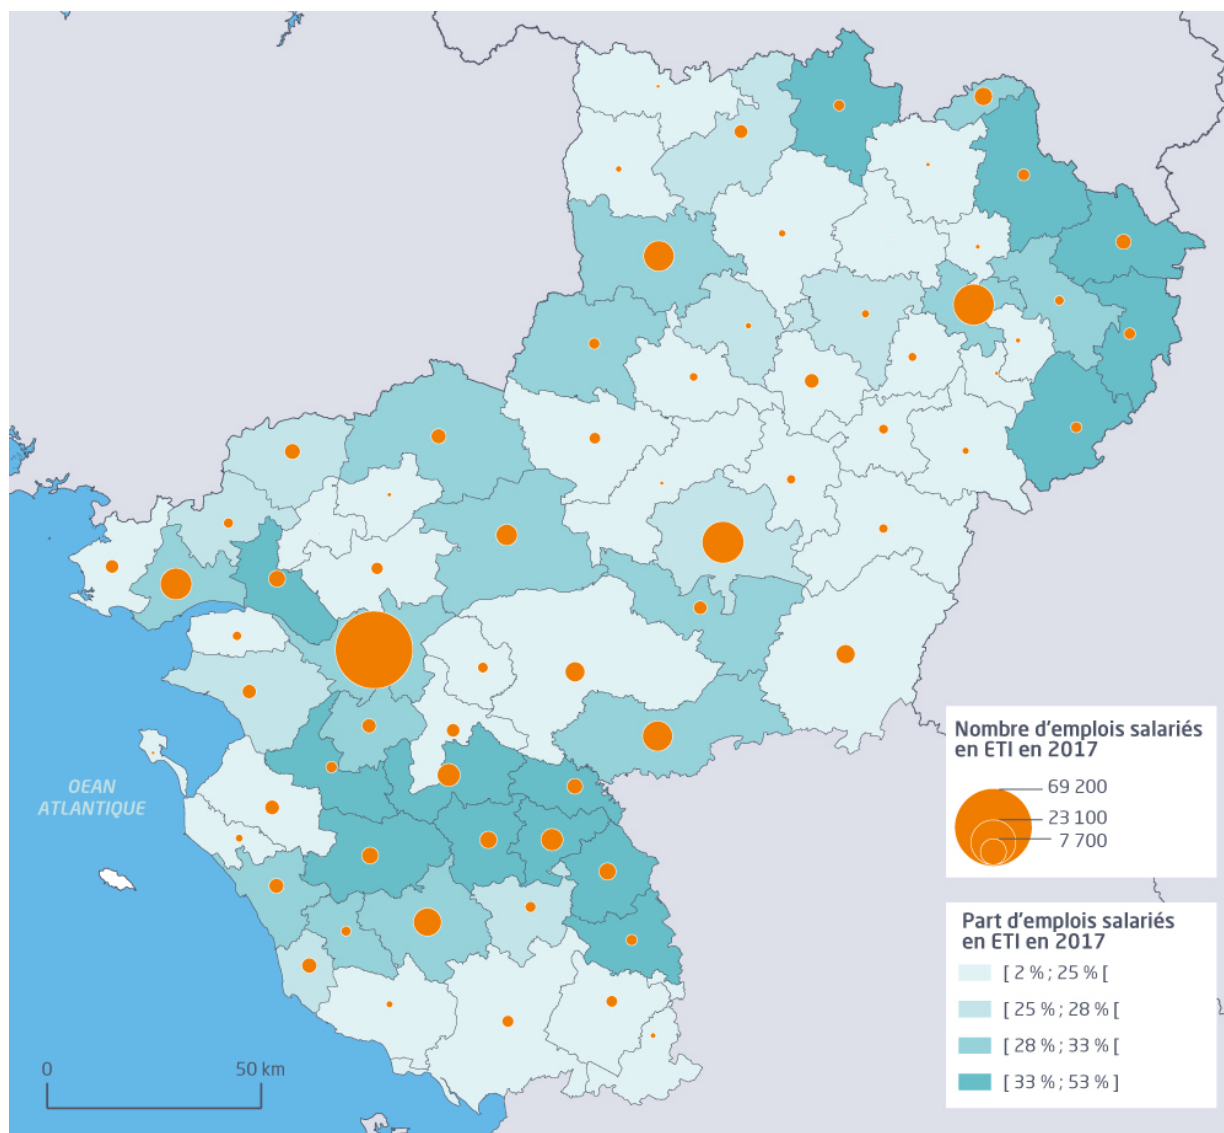 OEAN
ATLANTIQUE
0
50 km
Nombre d'emplois salariés
en ETI en 2017
69 200
23 100
7 700
Part d'emplois salariés
en ETI en 2017
[ 2 % ; 25 % [
[ 25 % ; 28 % [
[ 28 % ; 33 % [
[ 33 % ; 53 % ]